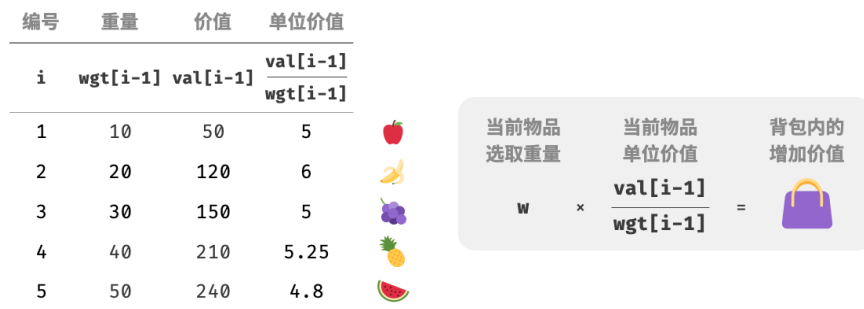 编号 重量 价值 单位价值
i wgt[i-1] val[i-1] val[i-1]
wgt[i-1]
1 10 50 5
2 20 120 6
3 30 150 5
4 40 210 5.25
5 50 240 4.8
当前物品 当前物品 背包内的
选取重量 单位价值 增加价值
w × val[i-1] =
wgt[i-1]